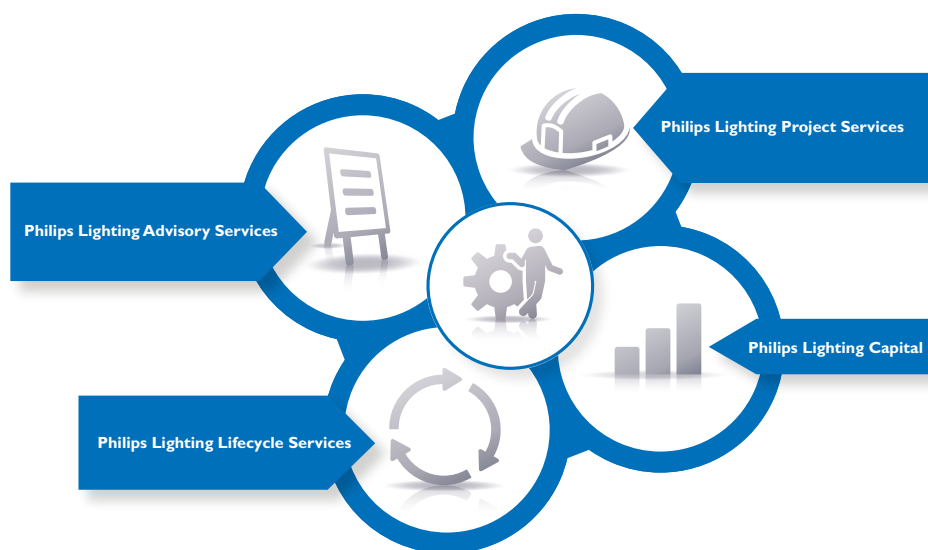 Philips Lighting Project Services
Philips Lighting Advisory Services
Philips Lighting Capital
Philips Lighting Lifecycle Services